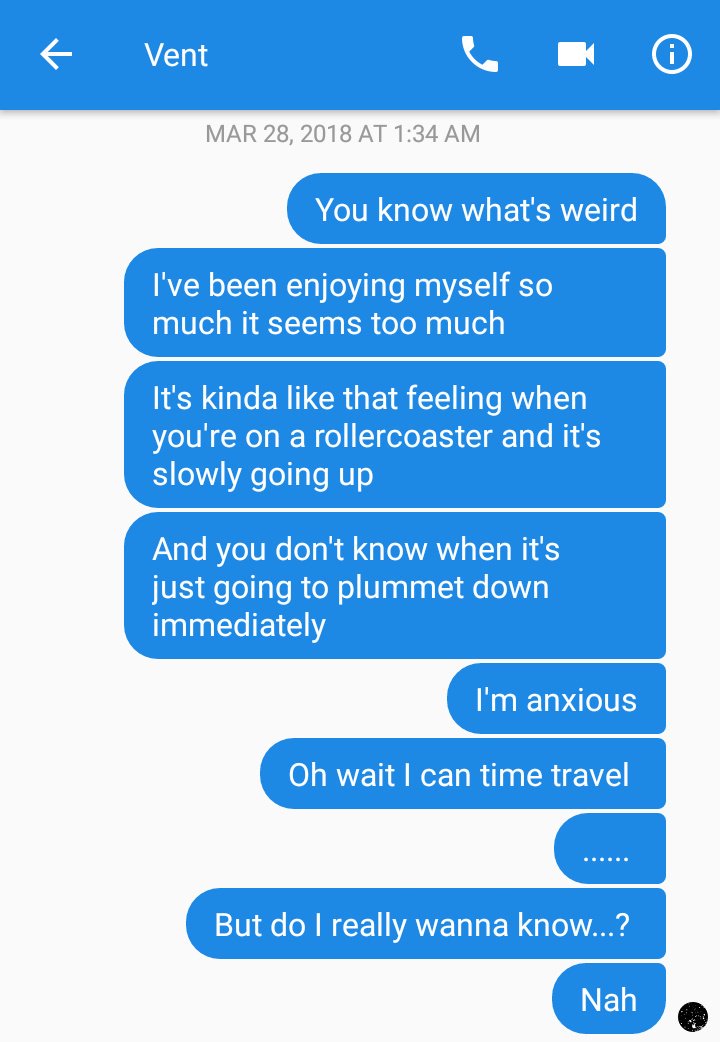 Vent
MAR 28, 2018 AT 1:34 AM
You know what's weird
I've been enjoying myself so
much it seems too much
It's kinda like that feeling when
you're on a rollercoaster and it's
slowly going up
And you don't know when it's
just going to plummet down
immediately
I'm anxious
Oh wait I can time travel
......
But do I really wanna know...?
Nah